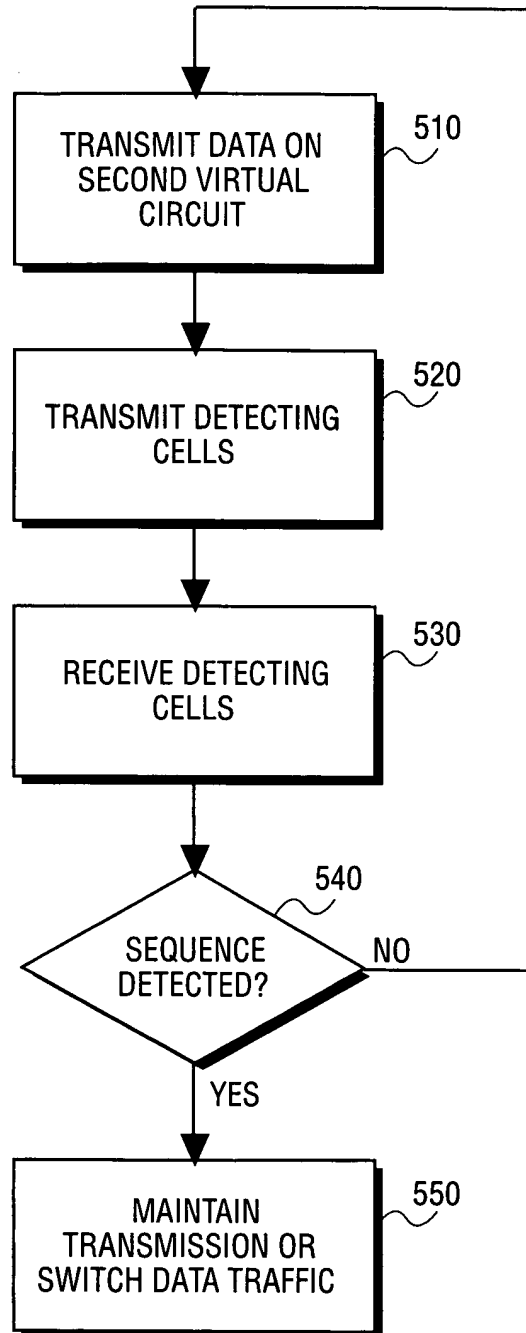 510
TRANSMIT DATA ON
SECOND VIRTUAL
CIRCUIT
520
TRANSMIT DETECTING
CELLS
530
RECEIVE DETECTING
CELLS
540
SEQUENCE
DETECTED?
NO
YES
550
MAINTAIN
TRANSMISSION OR
SWITCH DATA TRAFFIC